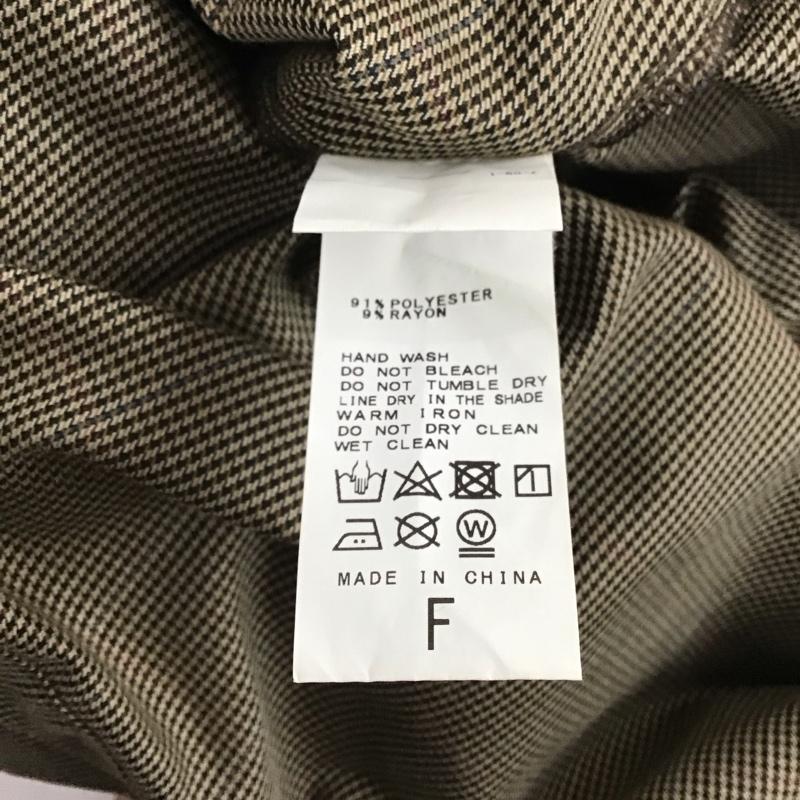 91% POLYESTER
9% RAYON
HAND WASH
DO NOT BLEACH
DO NOT TUMBLE DRY
LINE DRY IN THE SHADE
WARM IRON
DO NOT DRY CLEAN
WET CLEAN
W
MADE IN CHINA
F